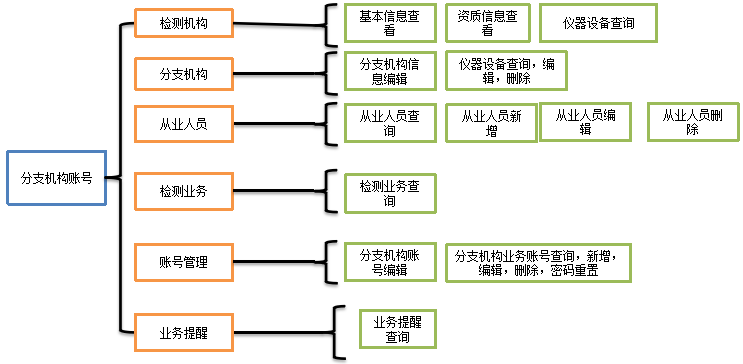 分支机构账号
检测机构
基本信息查
看
资质信息查
看
仪器设备查询
分支机构
分支机构信
息编辑
仪器设备查询，编
辑，删除
从业人员
从业人员查
询
从业人员新
增
从业人员编
辑
从业人员删
除
检测业务
检测业务查
询
账号管理
分支机构账
号编辑
分支机构业务账号查询，新增，
编辑，删除，密码重置
业务提醒
业务提醒
查询